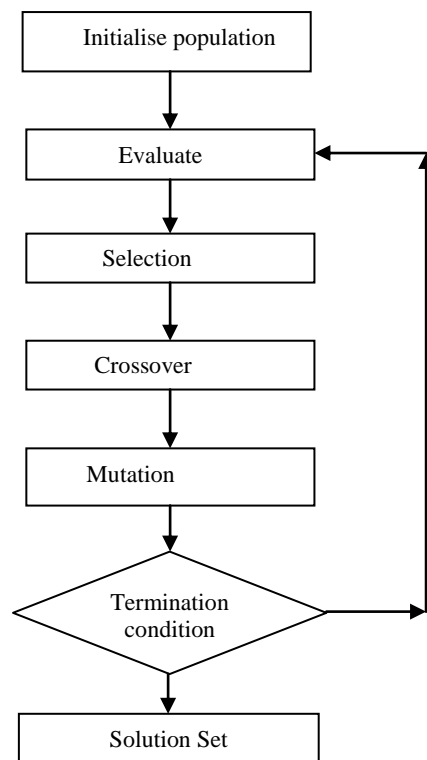 Initialise population
Evaluate
Selection
Crossover
Mutation
Termination
condition
Solution Set